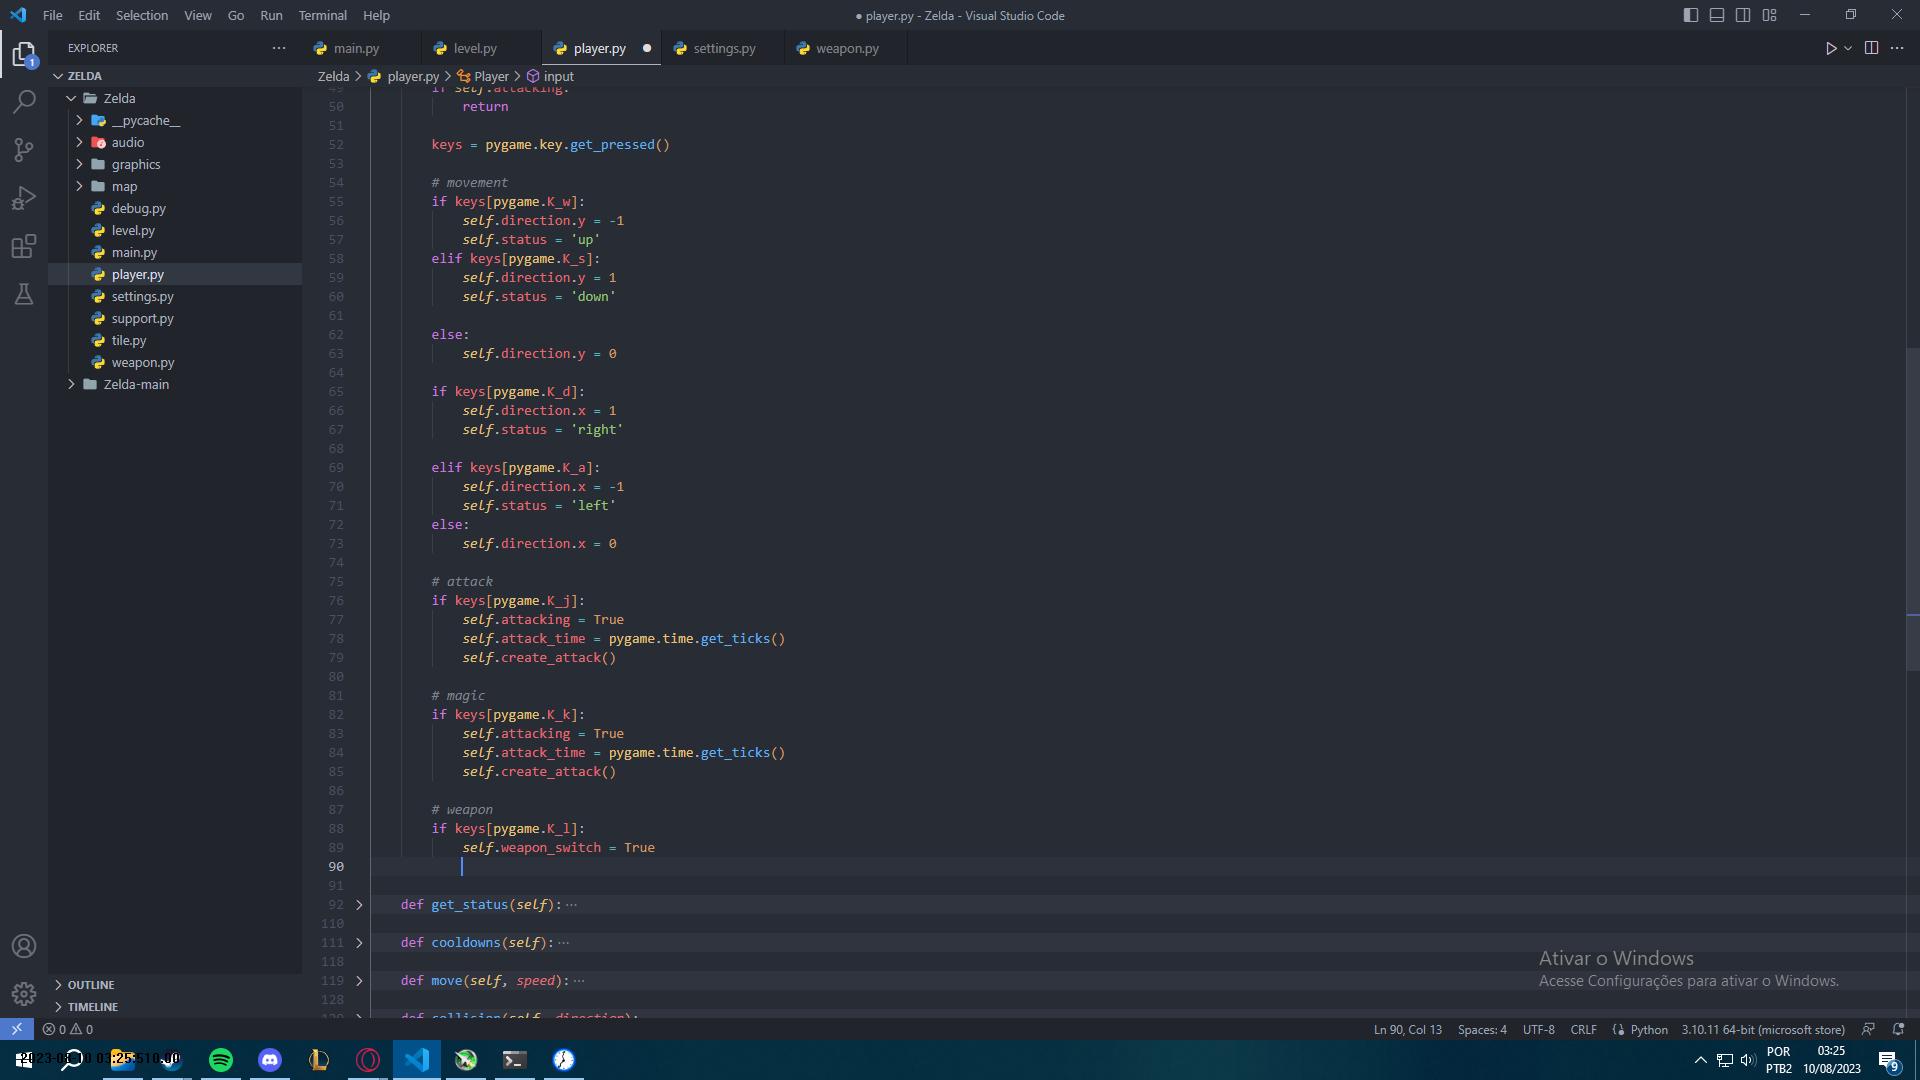 File Edit Selection View Go Run Terminal Help
● player.py - Zelda - Visual Studio Code
EXPLORER
main.py
level.py
player.py
settings.py
weapon.py
ZELDA
Zelda
__pycache__
audio
graphics
map
debug.py
level.py
main.py
player.py
settings.py
support.py
tile.py
weapon.py
Zelda-main
OUTLINE
TIMELINE
Zelda > player.py > Player > input
49 if self.attacking:
50 return
51
52 keys = pygame.key.get_pressed()
53
54 # movement
55 if keys[pygame.K_w]:
56 self.direction.y = -1
57 self.status = 'up'
58 elif keys[pygame.K_s]:
59 self.direction.y = 1
60 self.status = 'down'
61
62 else:
63 self.direction.y = 0
64
65 if keys[pygame.K_d]:
66 self.direction.x = 1
67 self.status = 'right'
68
69 elif keys[pygame.K_a]:
70 self.direction.x = -1
71 self.status = 'left'
72 else:
73 self.direction.x = 0
74
75 # attack
76 if keys[pygame.K_j]:
77 self.attacking = True
78 self.attack_time = pygame.time.get_ticks()
79 self.create_attack()
80
81 # magic
82 if keys[pygame.K_k]:
83 self.attacking = True
84 self.attack_time = pygame.time.get_ticks()
85 self.create_attack()
86
87 # weapon
88 if keys[pygame.K_l]:
89 self.weapon_switch = True
90
91
92 def get_status(self): ...
110
111 def cooldowns(self): ...
118
119 def move(self, speed): ...
128
129 def collision(self, direction):
Ativar o Windows
Acesse Configurações para ativar o Windows.
0 0
Ln 90, Col 13 Spaces: 4 UTF-8 CRLF Python 3.10.11 64-bit (microsoft store)
1
POR
PTB2
03:25
10/08/2023
9